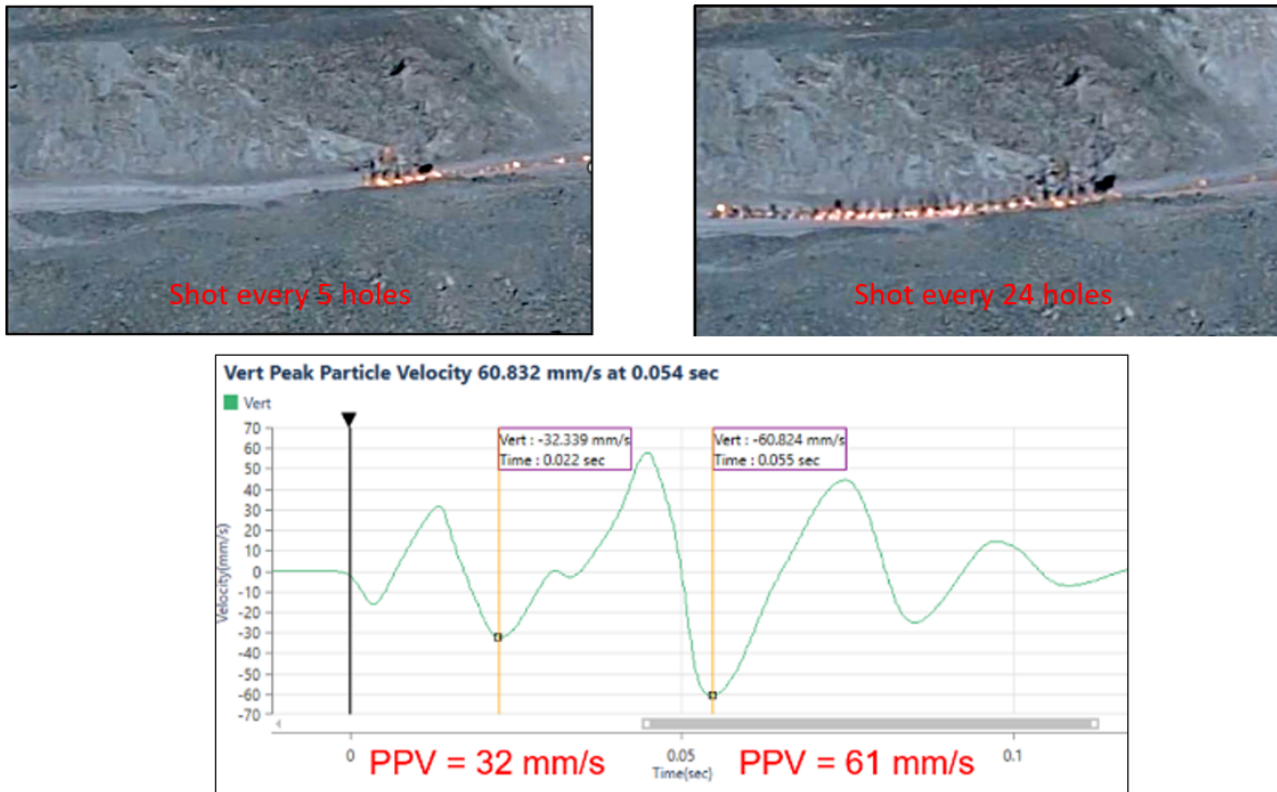 Shot every 5 holes
Shot every 24 holes
Vert Peak Particle Velocity 60.832 mm/s at 0.054 sec
Vert
70
60
50
40
30
20
10
0
-10
-20
-30
-40
-50
-60
-70
Velocity(mm/s)
Vert : -32.339 mm/s
Time : 0.022 sec
Vert : -60.824 mm/s
Time : 0.055 sec
0
0.05
0.1
Time(sec)
PPV = 32 mm/s
PPV = 61 mm/s